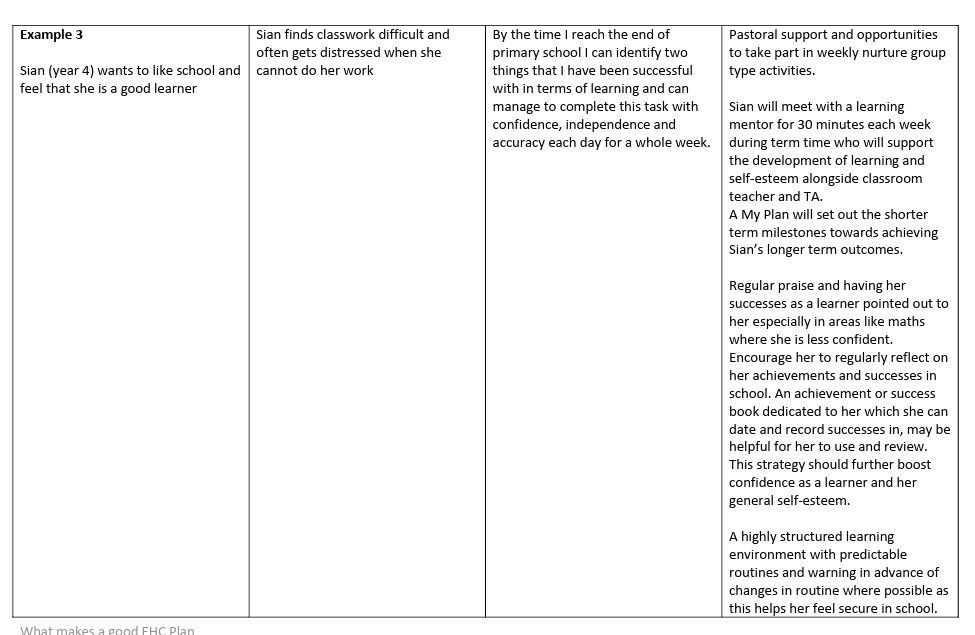 Example 3
Sian (year 4) wants to like school and
feel that she is a good learner
Sian finds classwork difficult and
often gets distressed when she
cannot do her work
By the time I reach the end of
primary school I can identify two
things that I have been successful
with in terms of learning and can
manage to complete this task with
confidence, independence and
accuracy each day for a whole week.
Pastoral support and opportunities
to take part in weekly nurture group
type activities.
Sian will meet with a learning
mentor for 30 minutes each week
during term time who will support
the development of learning and
self-esteem alongside classroom
teacher and TA.
A My Plan will set out the shorter
term milestones towards achieving
Sian’s longer term outcomes.
Regular praise and having her
successes as a learner pointed out to
her especially in areas like maths
where she is less confident.
Encourage her to regularly reflect on
her achievements and successes in
school. An achievement or success
book dedicated to her which she can
date and record successes in, may be
helpful for her to use and review.
This strategy should further boost
confidence as a learner and her
general self-esteem.
A highly structured learning
environment with predictable
routines and warning in advance of
changes in routine where possible as
this helps her feel secure in school.
What makes a good EHC Plan